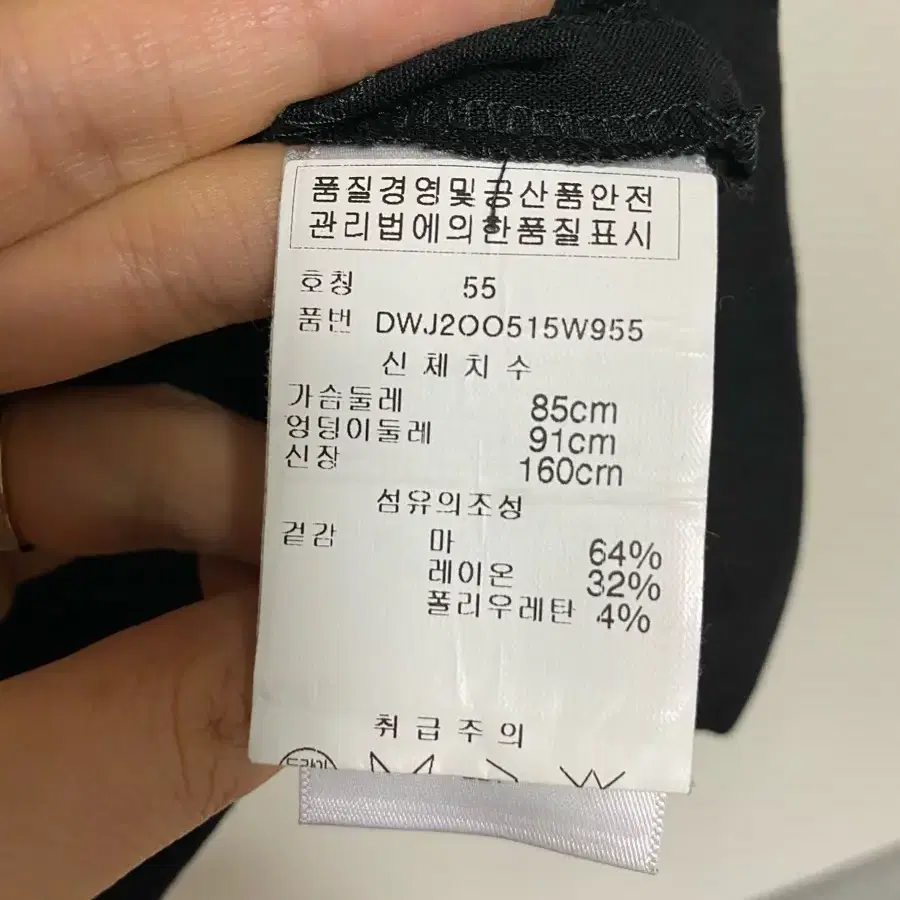 품질경영및공산품안전
관리법에의한품질표시
호칭 55
품번 DWJ2OO515W955
신체치수
가슴둘레 85cm
엉덩이둘레 91cm
신장 160cm
섬유의조성
겉감 마 64%
레이온 32%
폴리우레탄 4%
취급주의